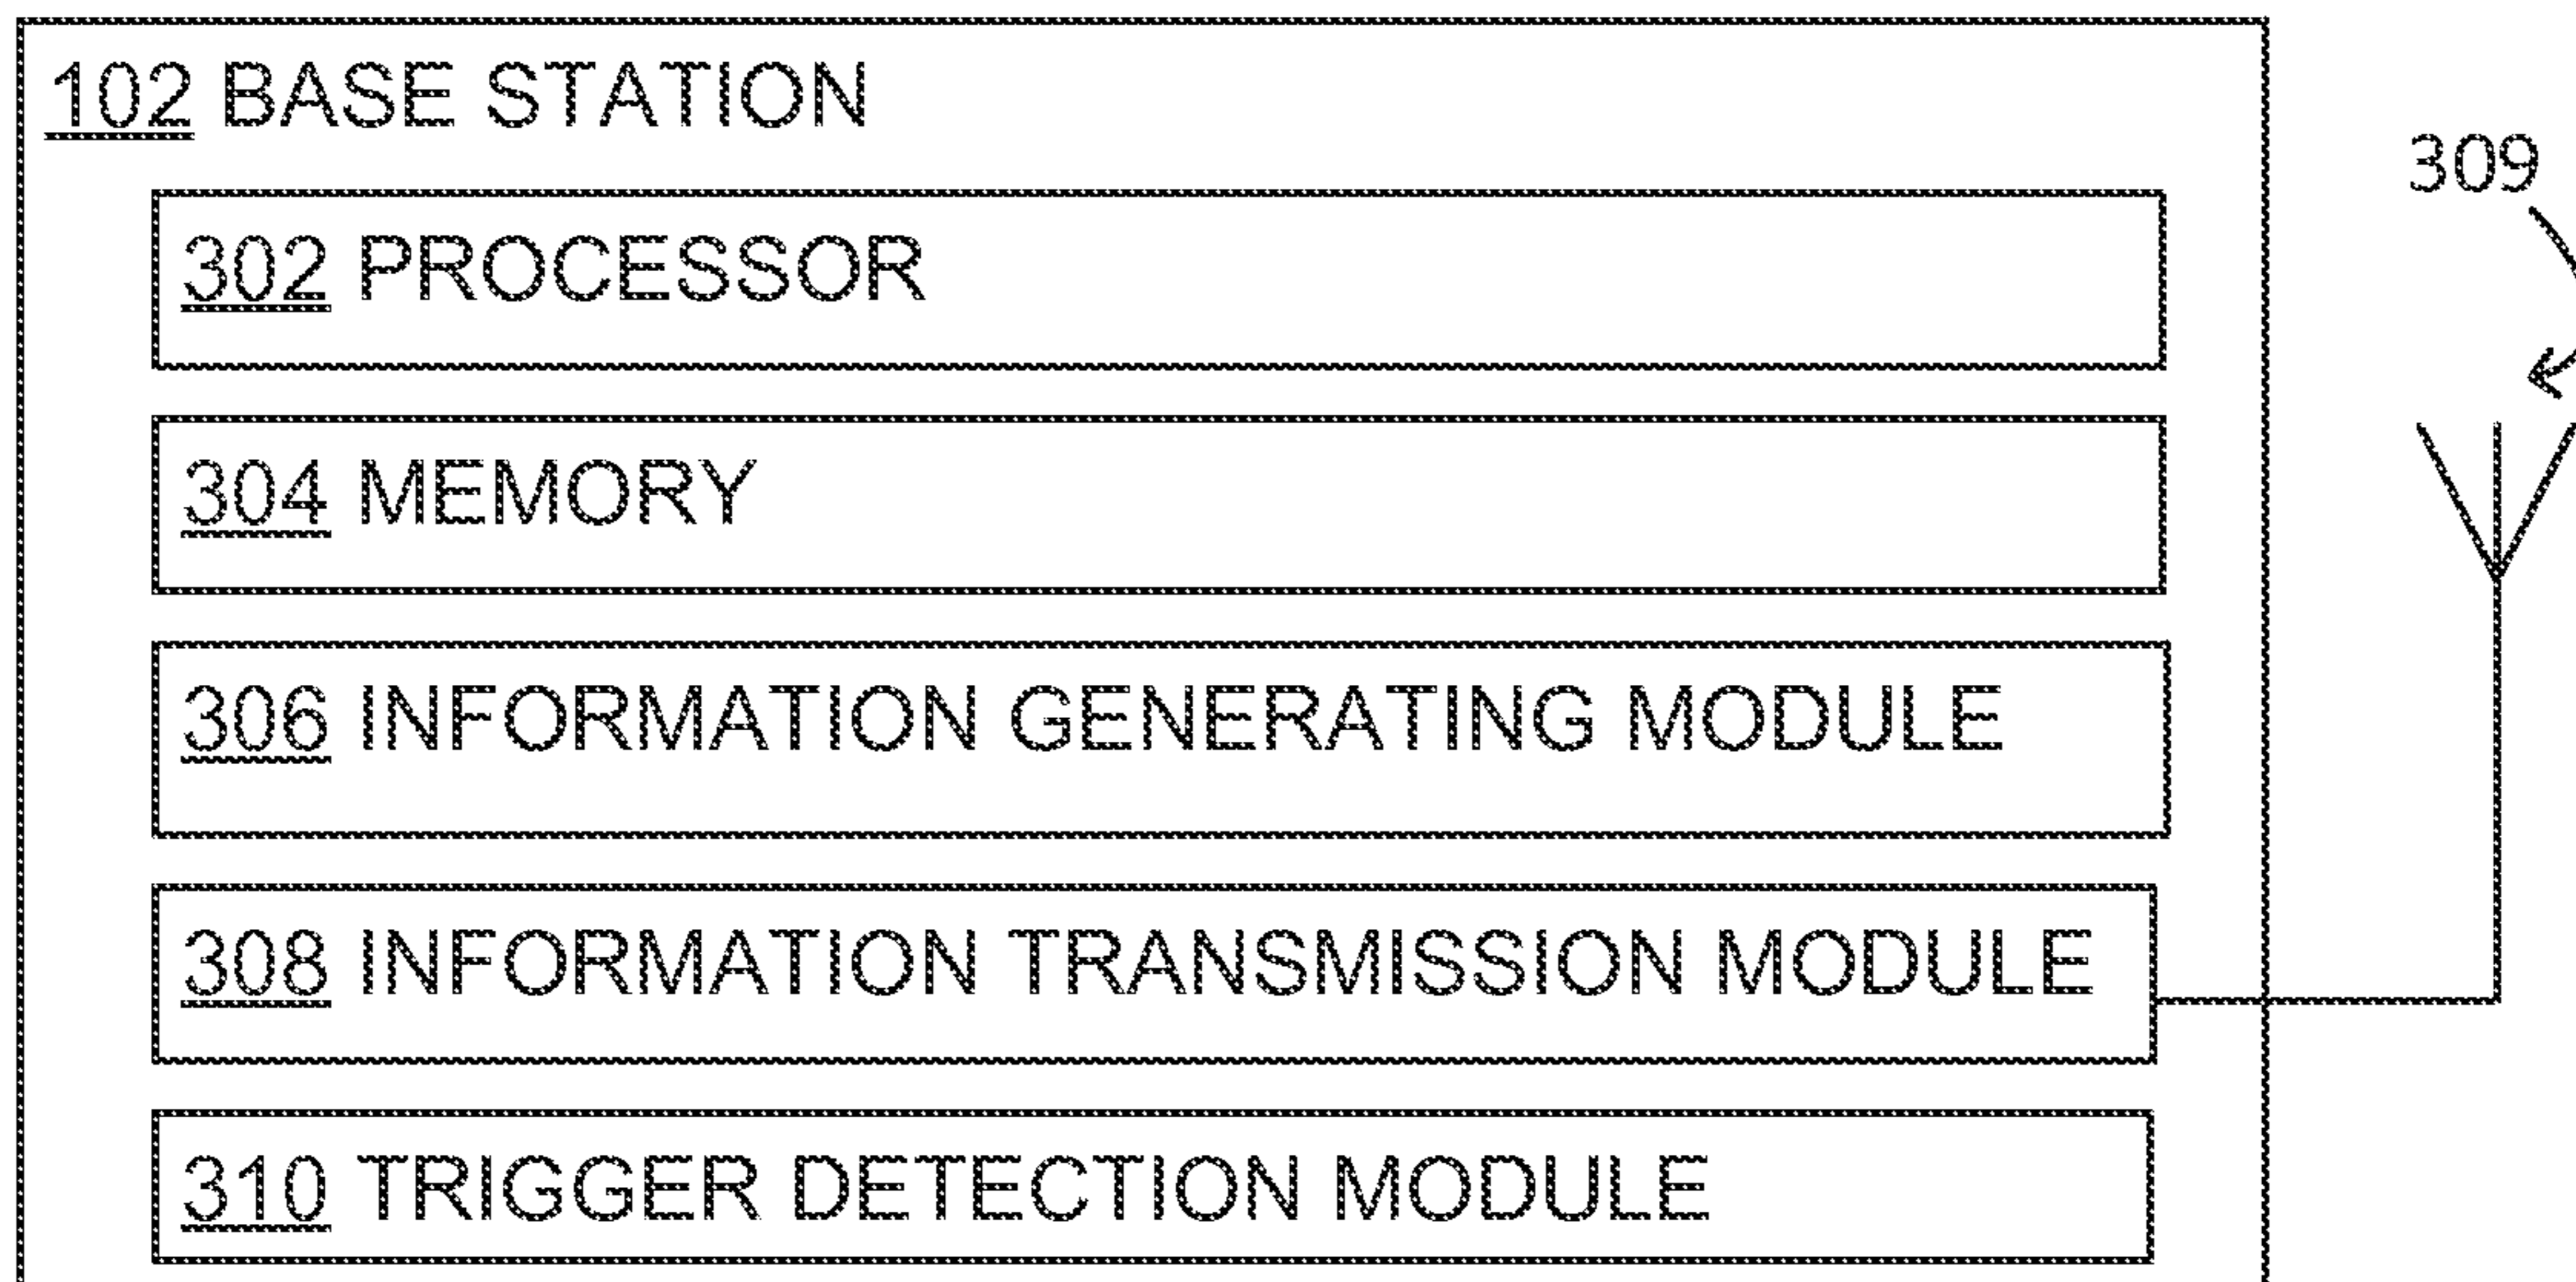 102 BASE STATION
309
302 PROCESSOR
304 MEMORY
306 INFORMATION GENERATING MODULE
308 INFORMATION TRANSMISSION MODULE
310 TRIGGER DETECTION MODULE